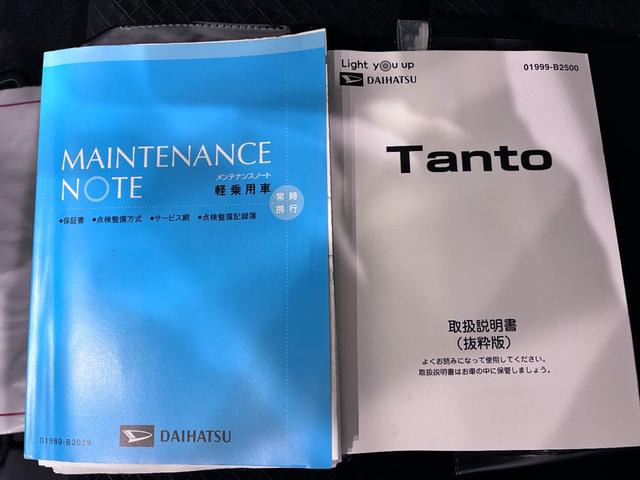 MAINTENANCE
NOTE
メンテナンスノート
軽乗用車
常時
携行
●保証書 ●点検整備方式 ●サービス網 ●点検整備記録簿
01989-B2029
DAIHATSU
Light you up
DAIHATSU
01999-B2500
Tanto
取扱説明書
(抜粋版)
よくお読みになって使用してください。
取扱説明書はお車の中に保管しましょう。